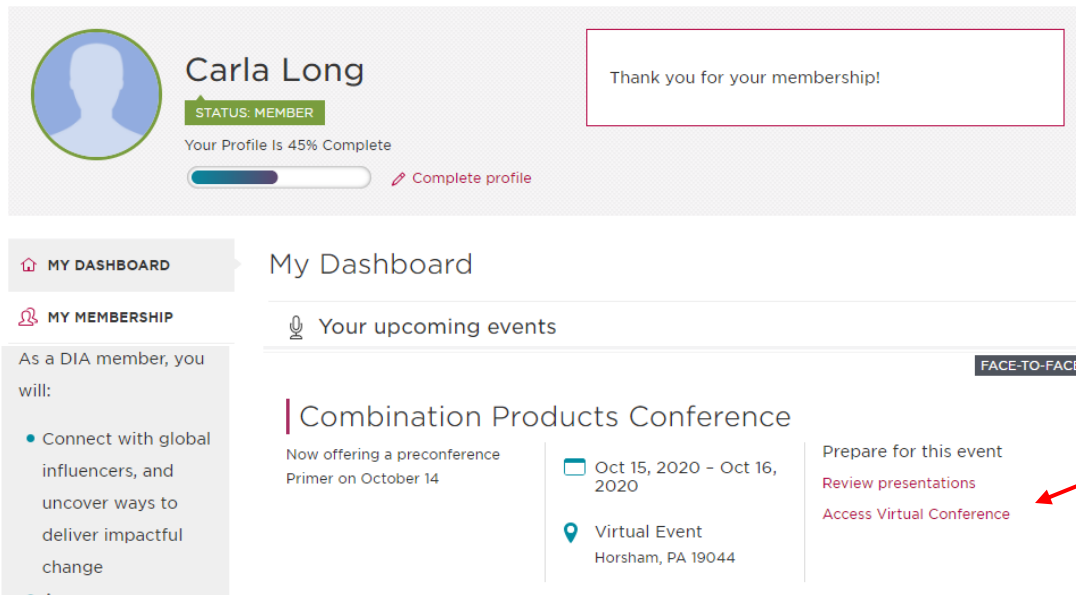 Carla Long
STATUS: MEMBER
Your Profile Is 45% Complete
Complete profile
Thank you for your membership!
MY DASHBOARD
MY MEMBERSHIP
As a DIA member, you
will:
Connect with global
influencers, and
uncover ways to
deliver impactful
change
My Dashboard
Your upcoming events
FACE-TO-FACE
Combination Products Conference
Now offering a preconference
Primer on October 14
Oct 15, 2020 – Oct 16,
2020
Virtual Event
Horsham, PA 19044
Prepare for this event
Review presentations
Access Virtual Conference